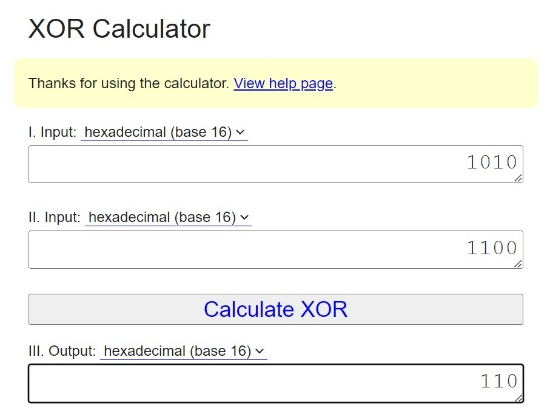 XOR Calculator
Thanks for using the calculator. View help page.
I. Input: hexadecimal (base 16)
1010
II. Input: hexadecimal (base 16)
1100
Calculate XOR
III. Output: hexadecimal (base 16)
110